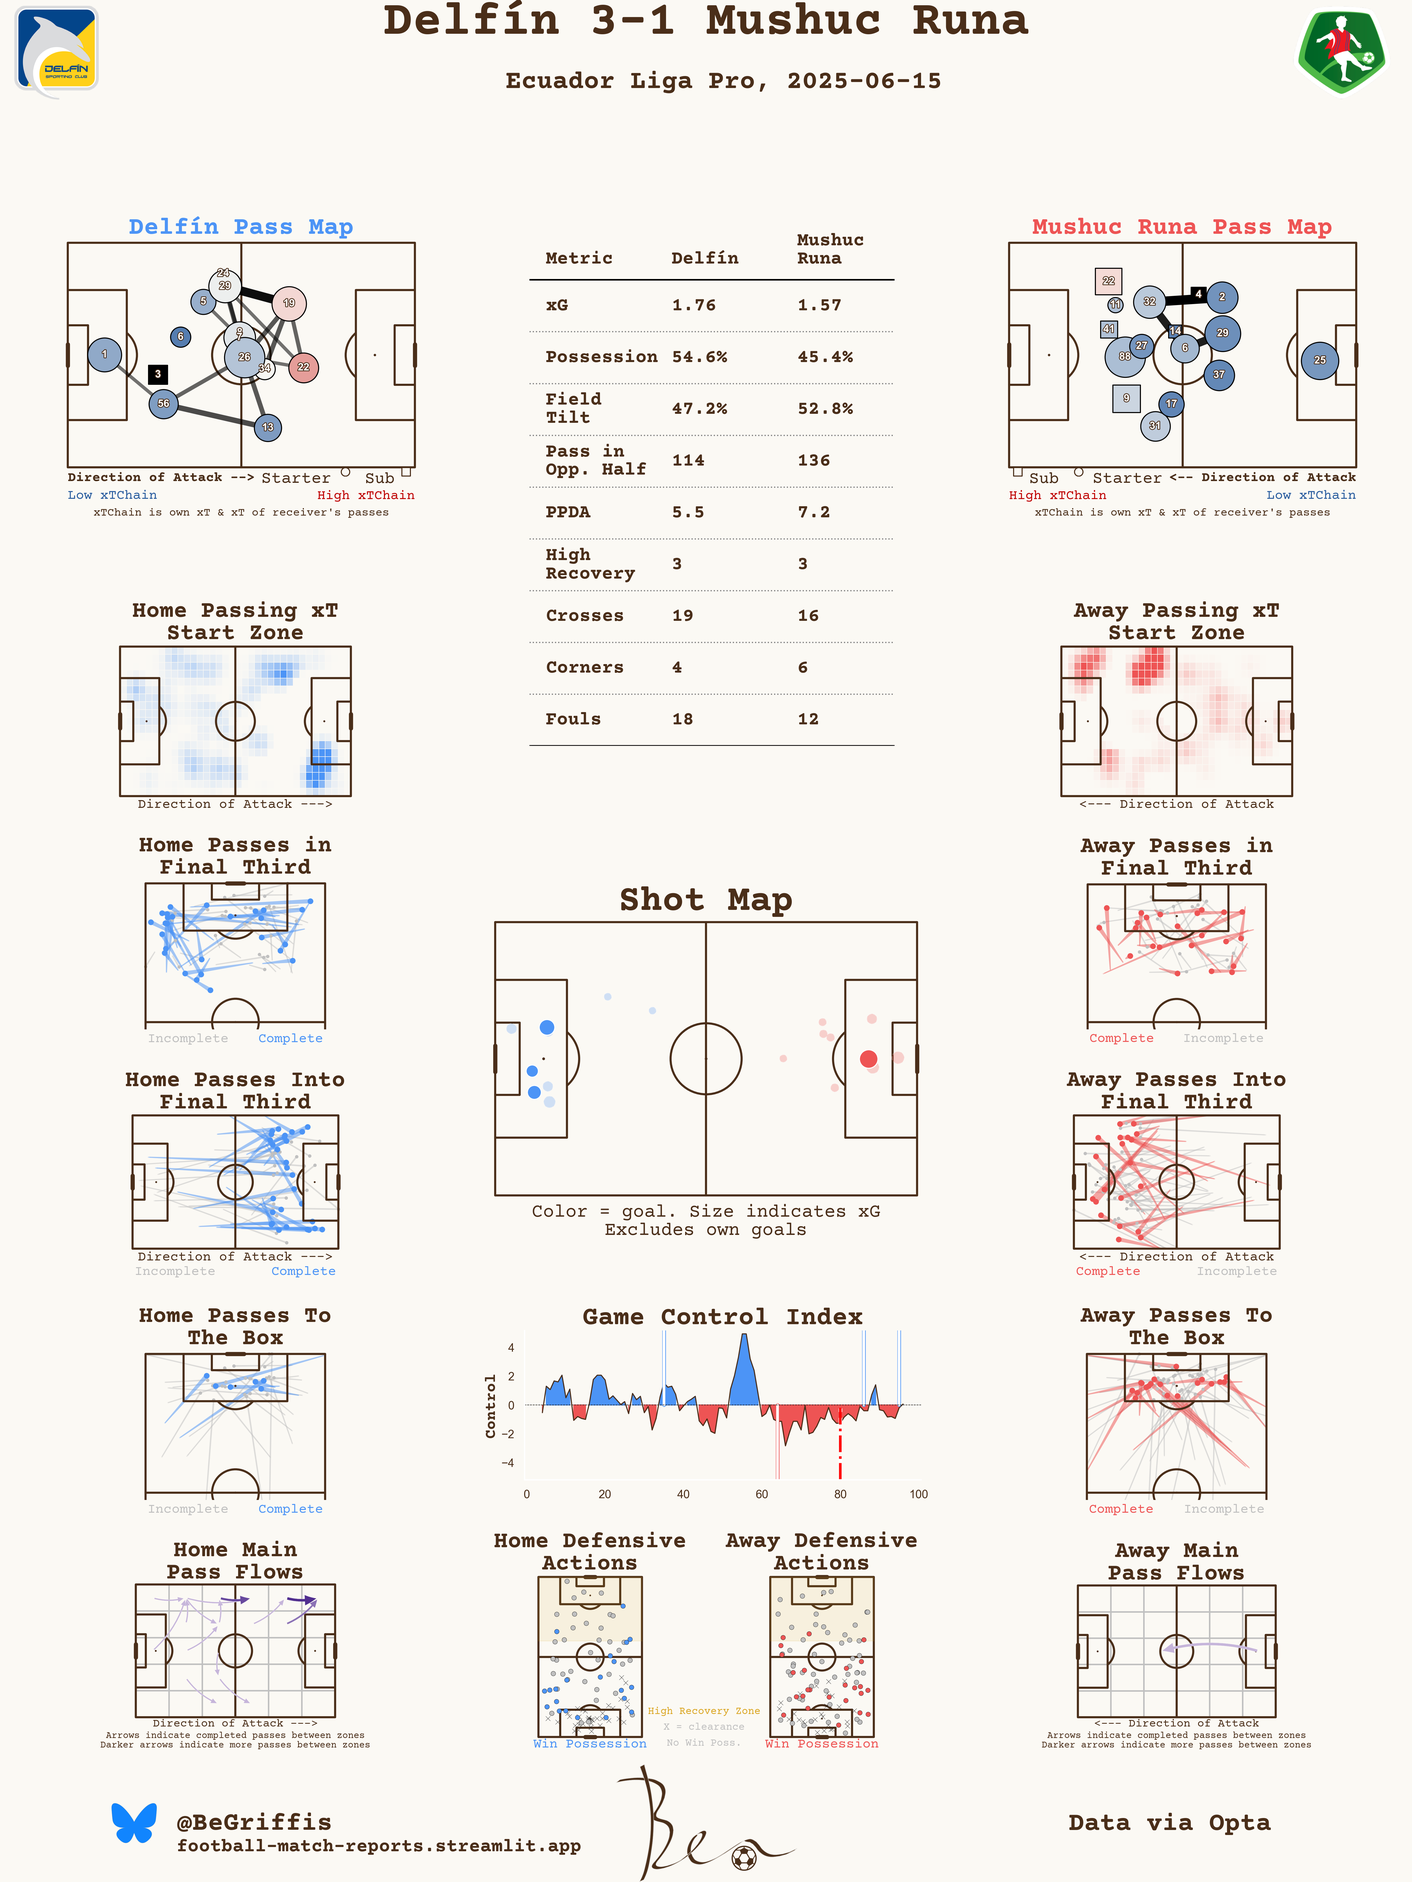 Delfín 3-1 Mushuc Runa
Ecuador Liga Pro, 2025-06-15
DELFÍN
SPORTING CLUB
Delfín Pass Map
24
29
5
19
6
8
7
1
26
34
22
3
56
13
Direction of Attack --> Starter Sub
Low xTChain High xTChain
xTChain is own xT & xT of receiver's passes
Metric Delfín Mushuc Runa
xG 1.76 1.57
Possession 54.6% 45.4%
Field Tilt 47.2% 52.8%
Pass in Opp. Half 114 136
PPDA 5.5 7.2
High Recovery 3 3
Crosses 19 16
Corners 4 6
Fouls 18 12
Mushuc Runa Pass Map
22
4
2
32
11
41
14
29
27
6
88
25
37
9
17
31
Sub Starter <-- Direction of Attack
High xTChain Low xTChain
xTChain is own xT & xT of receiver's passes
Home Passing xT
Start Zone
Direction of Attack --->
Away Passing xT
Start Zone
<--- Direction of Attack
Home Passes in
Final Third
Incomplete Complete
Away Passes in
Final Third
Complete Incomplete
Shot Map
Color = goal. Size indicates xG
Excludes own goals
Home Passes Into
Final Third
Direction of Attack --->
Incomplete Complete
Away Passes Into
Final Third
<--- Direction of Attack
Complete Incomplete
Home Passes To
The Box
Incomplete Complete
Game Control Index
Control
4
2
0
−2
−4
0 20 40 60 80 100
Away Passes To
The Box
Complete Incomplete
Home Main
Pass Flows
Direction of Attack --->
Arrows indicate completed passes between zones
Darker arrows indicate more passes between zones
Home Defensive
Actions
Win Possession
High Recovery Zone
X = clearance
No Win Poss.
Away Defensive
Actions
Win Possession
Away Main
Pass Flows
<--- Direction of Attack
Arrows indicate completed passes between zones
Darker arrows indicate more passes between zones
@BeGriffis
football-match-reports.streamlit.app
Ben
Data via Opta